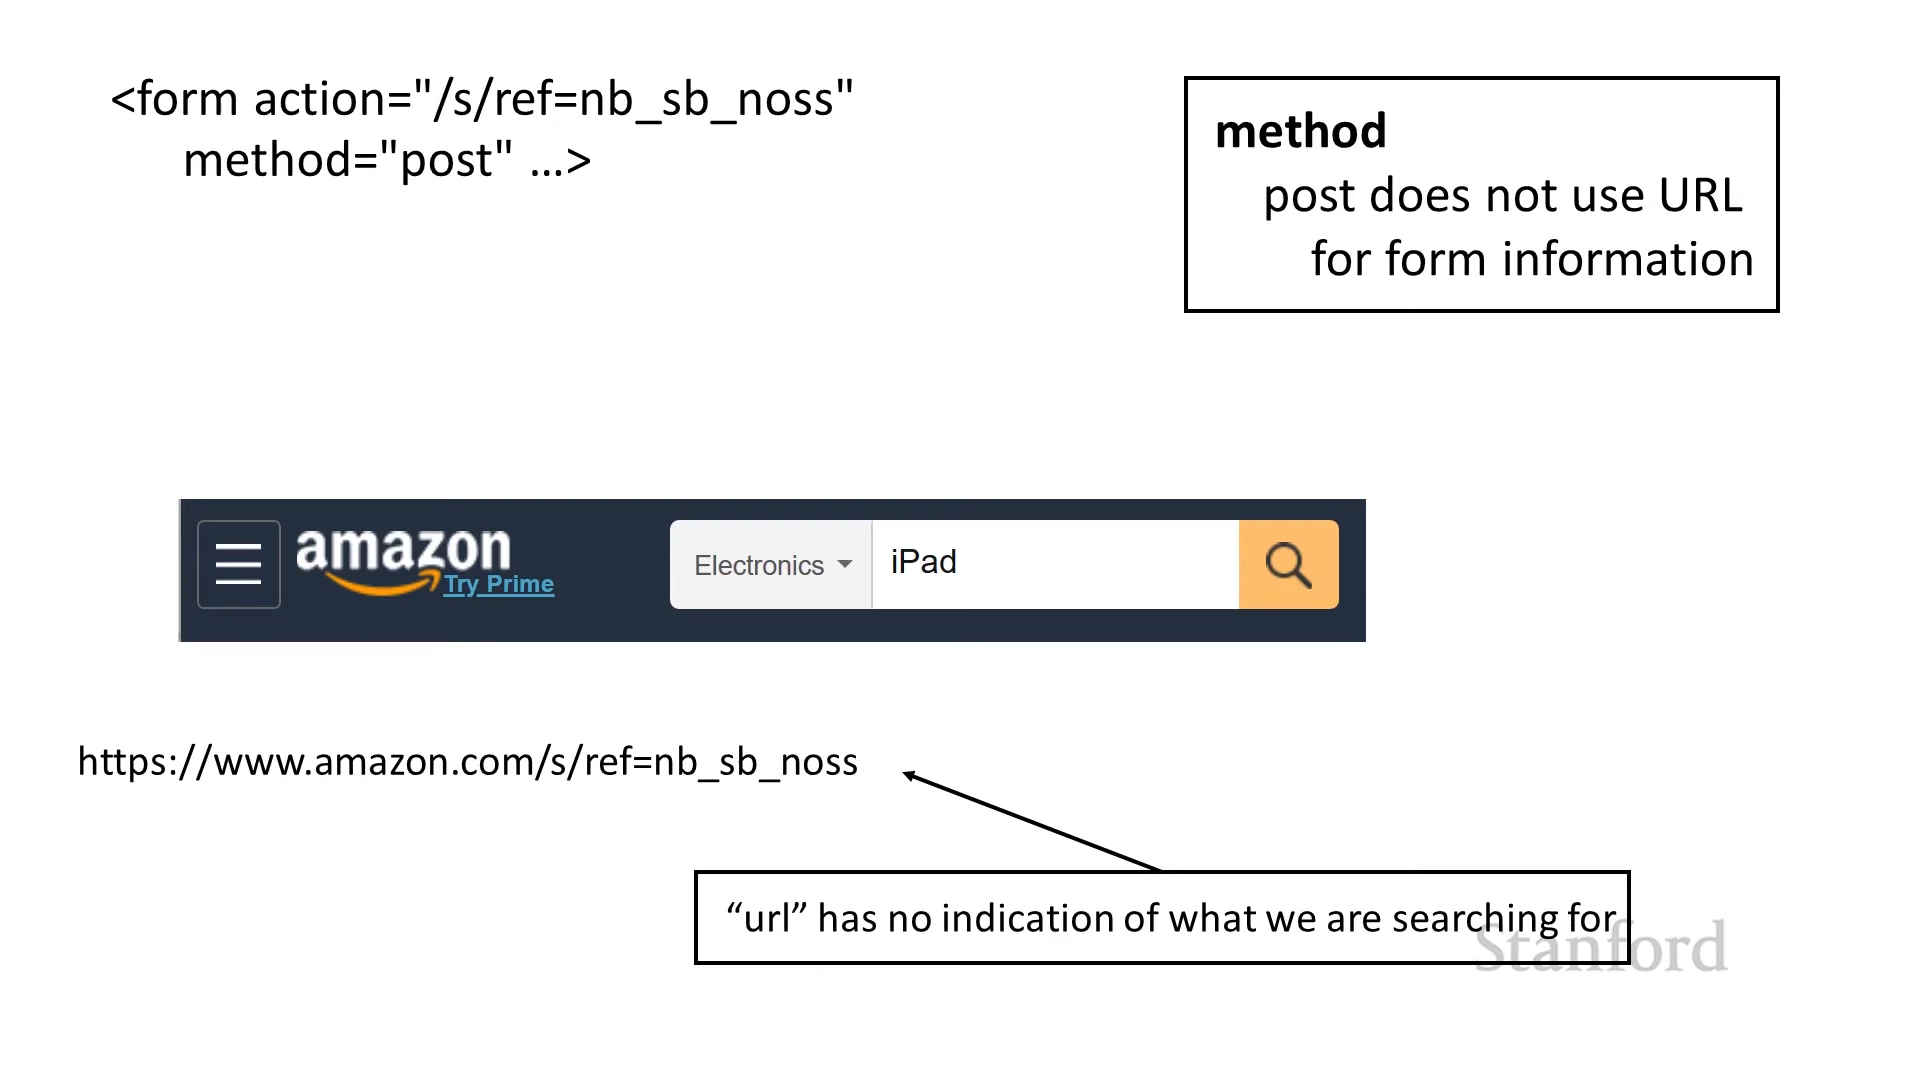 <form action="/s/ref=nb_sb_noss"
method="post" ...>
method
post does not use URL
for form information
amazon
Try Prime
Electronics
iPad
https://www.amazon.com/s/ref=nb_sb_noss
“url” has no indication of what we are searching for
Stanford